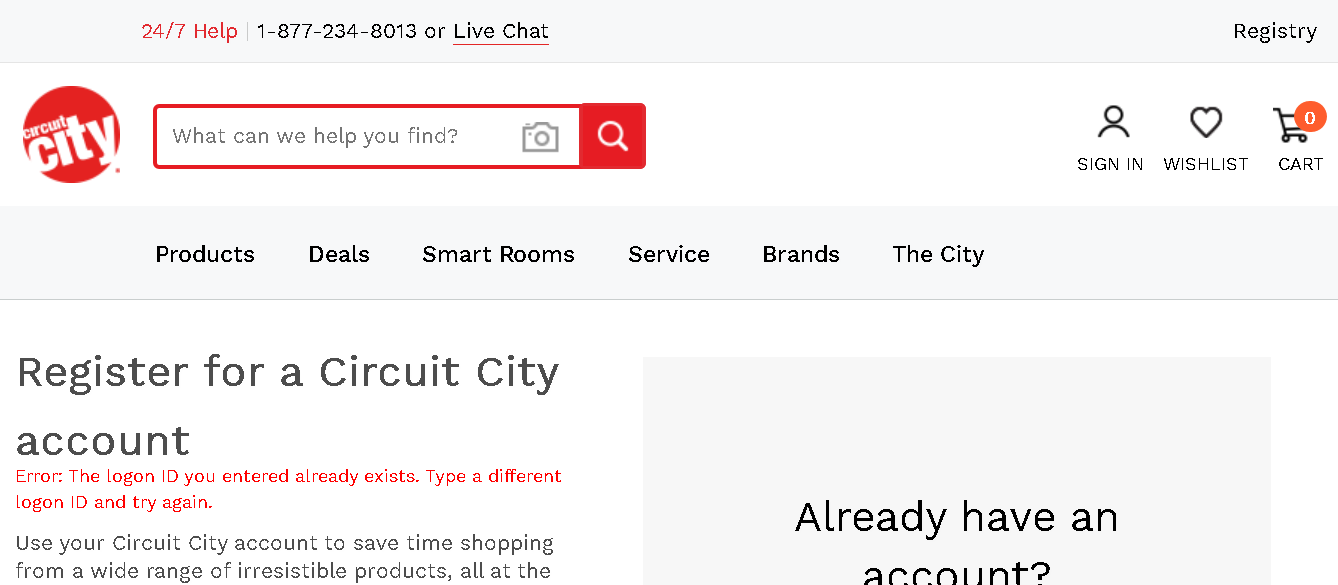 24/7 Help 1-877-234-8013 or Live Chat Registry
circuit
city
What can we help you find?
0
SIGN IN WISHLIST CART
Products Deals Smart Rooms Service Brands The City
Register for a Circuit City
account
Error: The logon ID you entered already exists. Type a different
logon ID and try again.
Use your Circuit City account to save time shopping
from a wide range of irresistible products, all at the
Already have an
account?